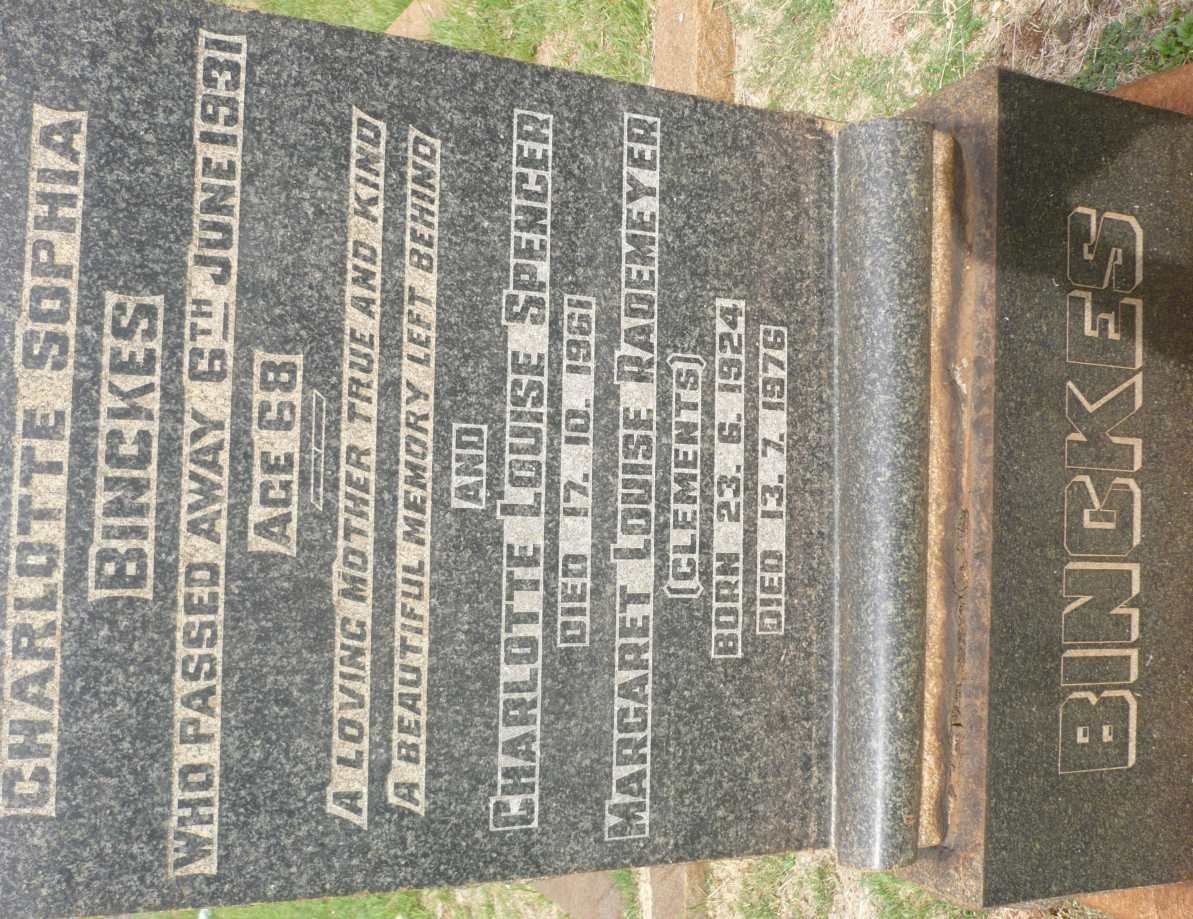 CHARLOTTE SOPHIA
BINCKES
WHO PASSED AWAY 6TH JUNE 1931
AGE 68
A LOVING MOTHER TRUE AND KIND
A BEAUTIFUL MEMORY LEFT BEHIND
AND
CHARLOTTE LOUISE SPENCER
DIED 17. 10. 1961
MARGARET LOUISE RADEMEYER
(CLEMENTS)
BORN 23. 6. 1924
DIED 13. 7. 1976
BINCKES